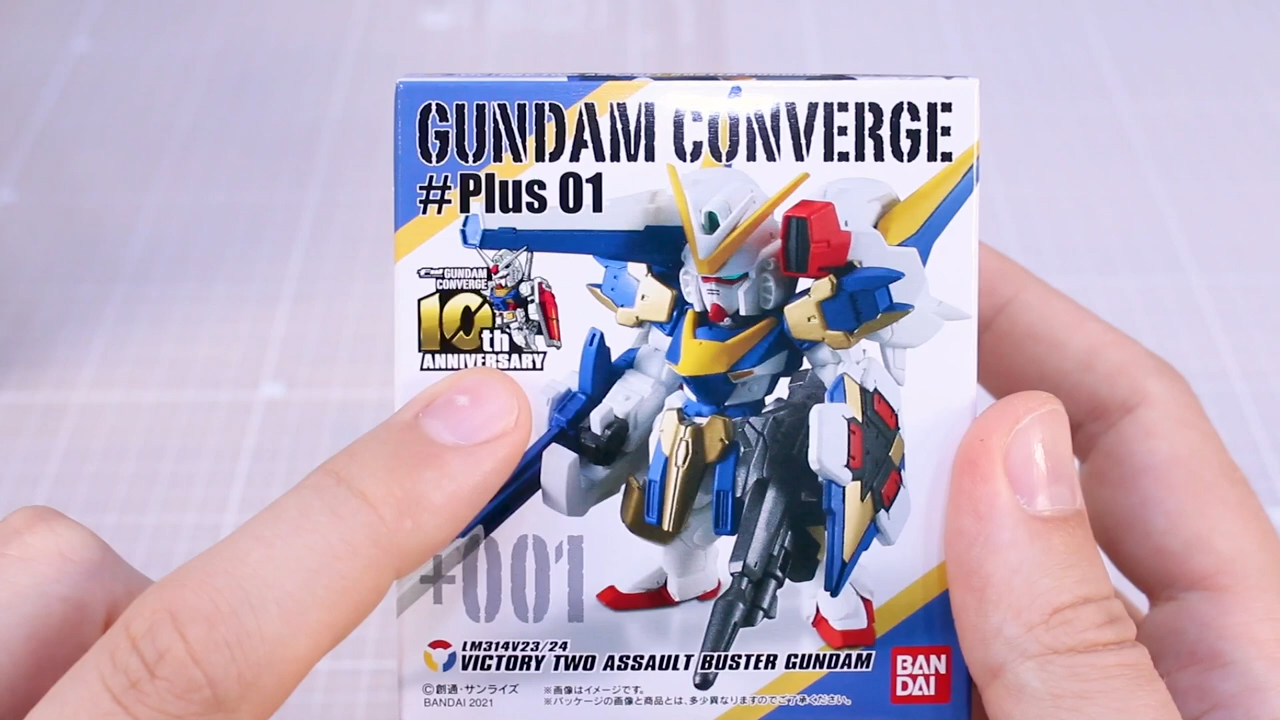 GUNDAM CONVERGE
#Plus 01
GUNDAM
CONVERGE
10th
ANNIVERSARY
+001
LM314V23/24
VICTORY TWO ASSAULT BUSTER GUNDAM
©創通・サンライズ
BANDAI 2021
※画像はイメージです。
※パッケージの画像と商品とは、多少異なりますのでご了承ください。
BAN
DAI